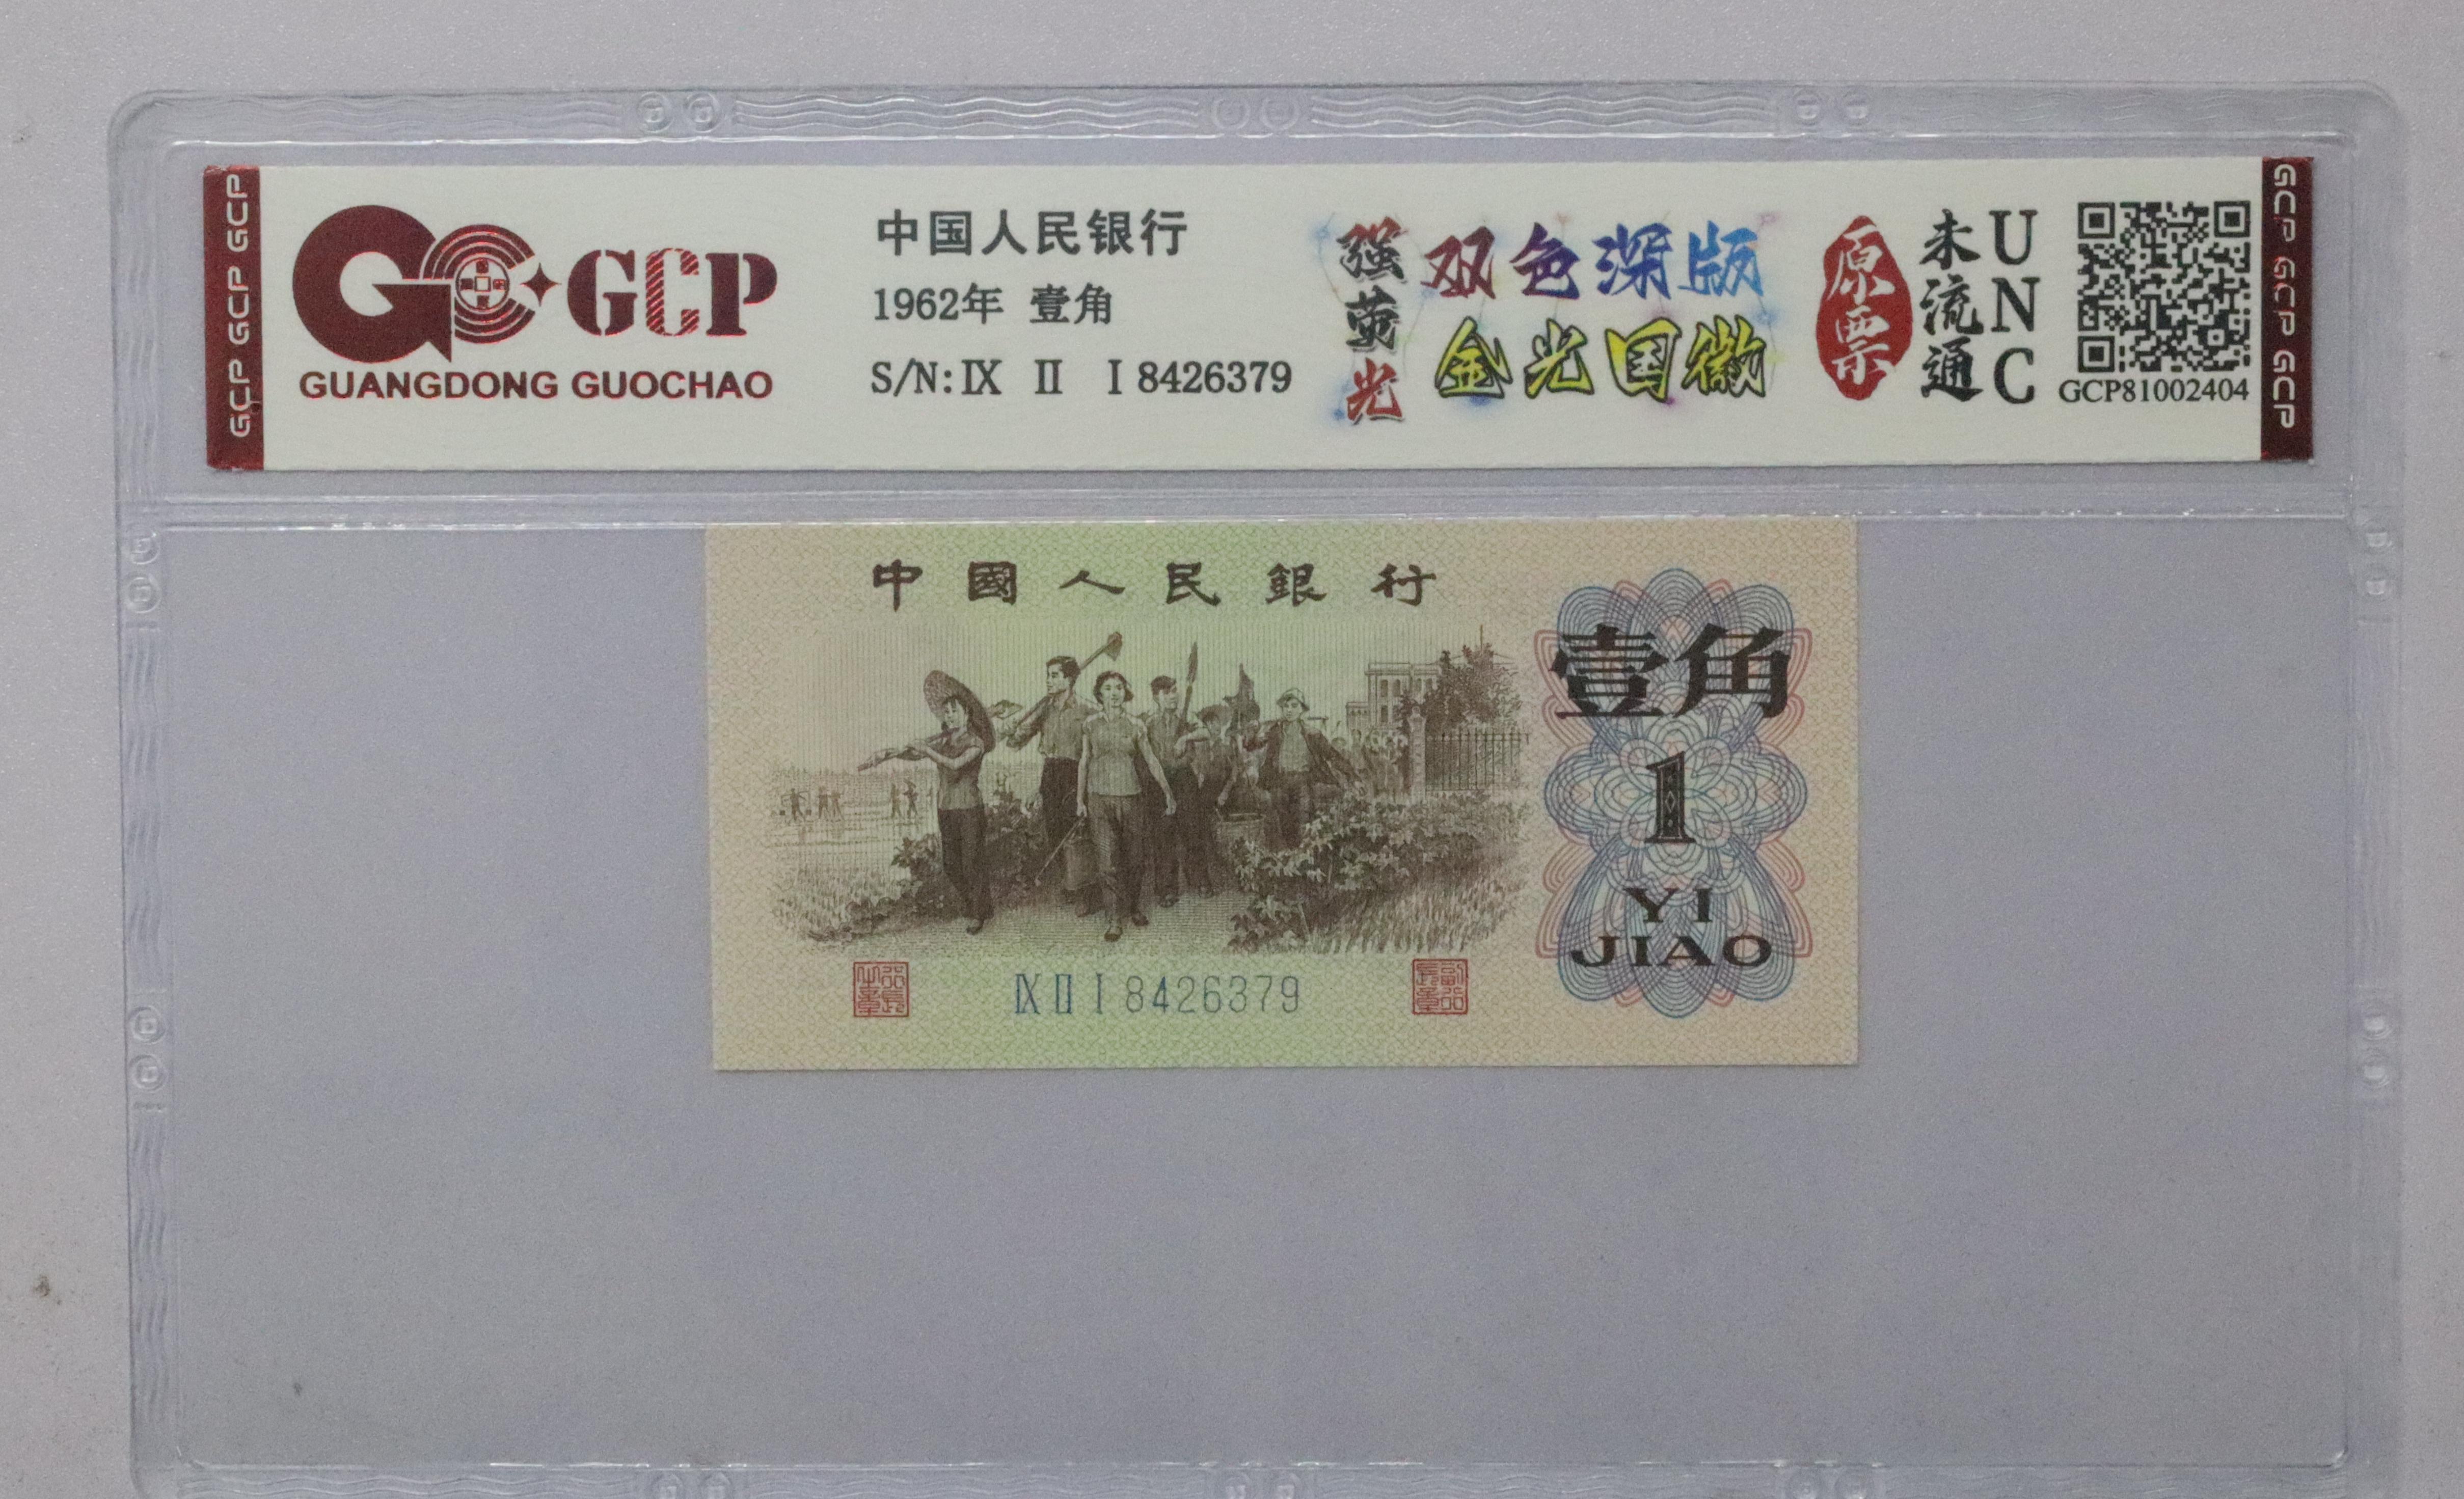 GCP GCP GCP
GCP
GUANGDONG GUOCHAO
中国人民银行
1962年 壹角
S/N: IX II I 8426379
强荧光
双色深版
金光国徽
原票
未流通
UNC
GCP81002404
GCP GCP GCP
中國人民銀行
壹角
1
YI
JIAO
IX II I 8426379